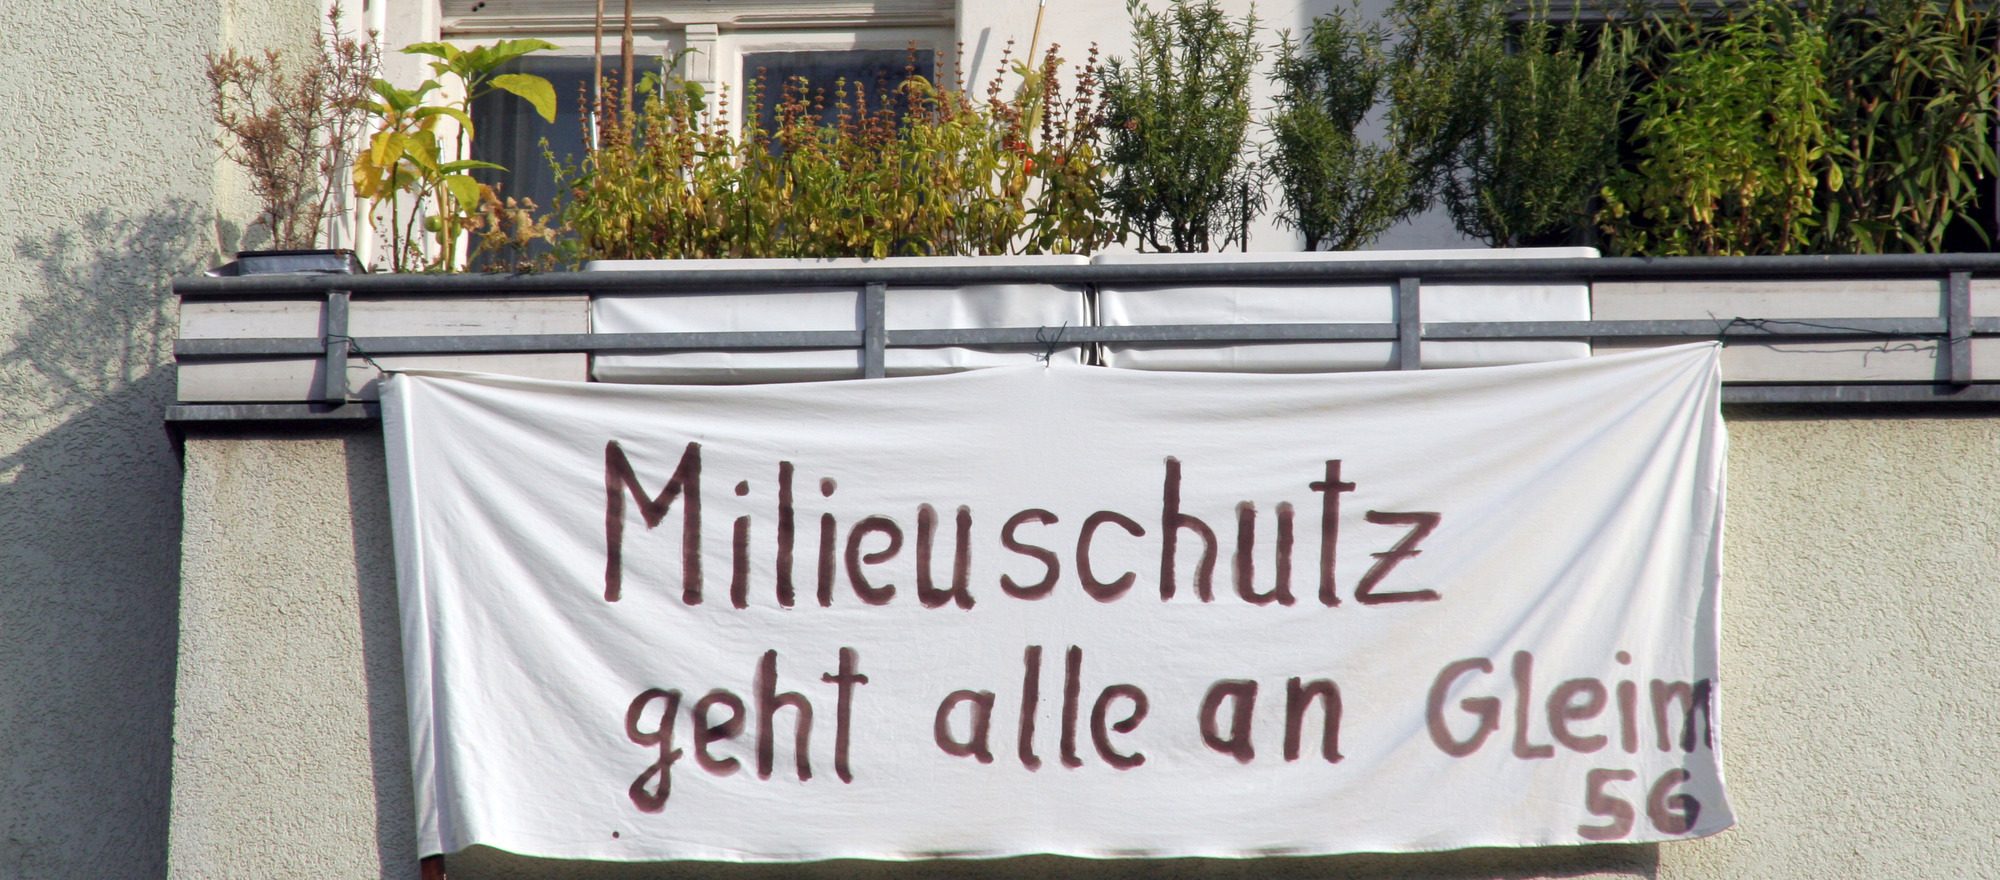 Milieuschutz
geht alle an Gleim
56